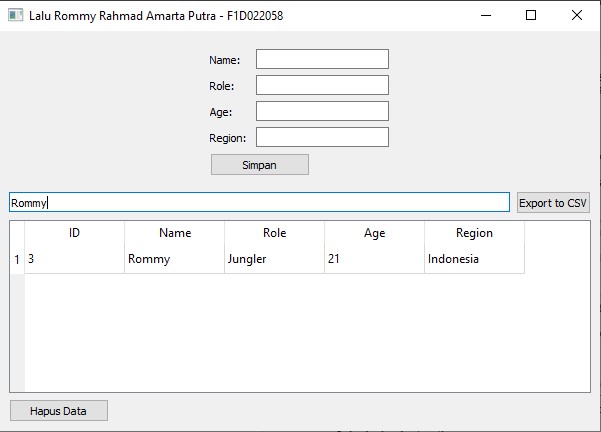 Lalu Rommy Rahmad Amarta Putra - F1D022058
Name:
Role:
Age:
Region:
Simpan
Rommy
Export to CSV
ID Name Role Age Region
1 3 Rommy Jungler 21 Indonesia
Hapus Data